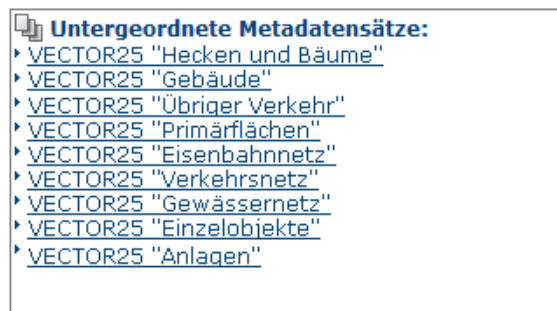 Untergeordnete Metadatensätze:
VECTOR25 "Hecken und Bäume"
VECTOR25 "Gebäude"
VECTOR25 "Übriger Verkehr"
VECTOR25 "Primärflächen"
VECTOR25 "Eisenbahnnetz"
VECTOR25 "Verkehrsnetz"
VECTOR25 "Gewässernetz"
VECTOR25 "Einzelobjekte"
VECTOR25 "Anlagen"